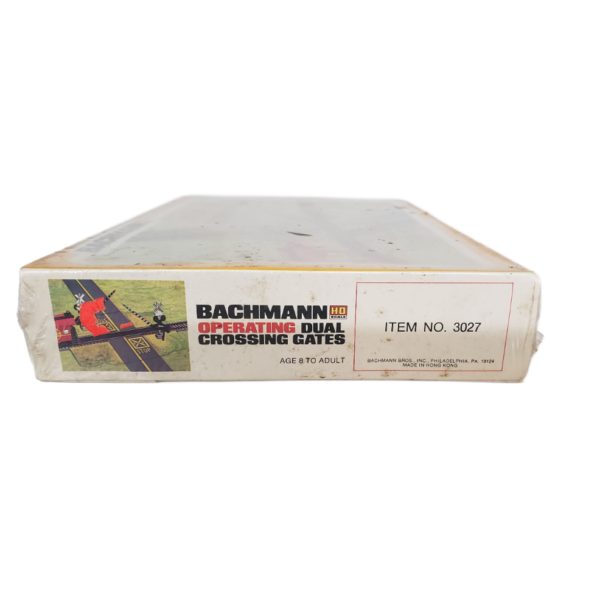 BACHMANN HO
SCALE
OPERATING DUAL
CROSSING GATES
AGE 8 TO ADULT
ITEM NO. 3027
BACHMANN BROS., INC., PHILADELPHIA, PA. 19124
MADE IN HONG KONG